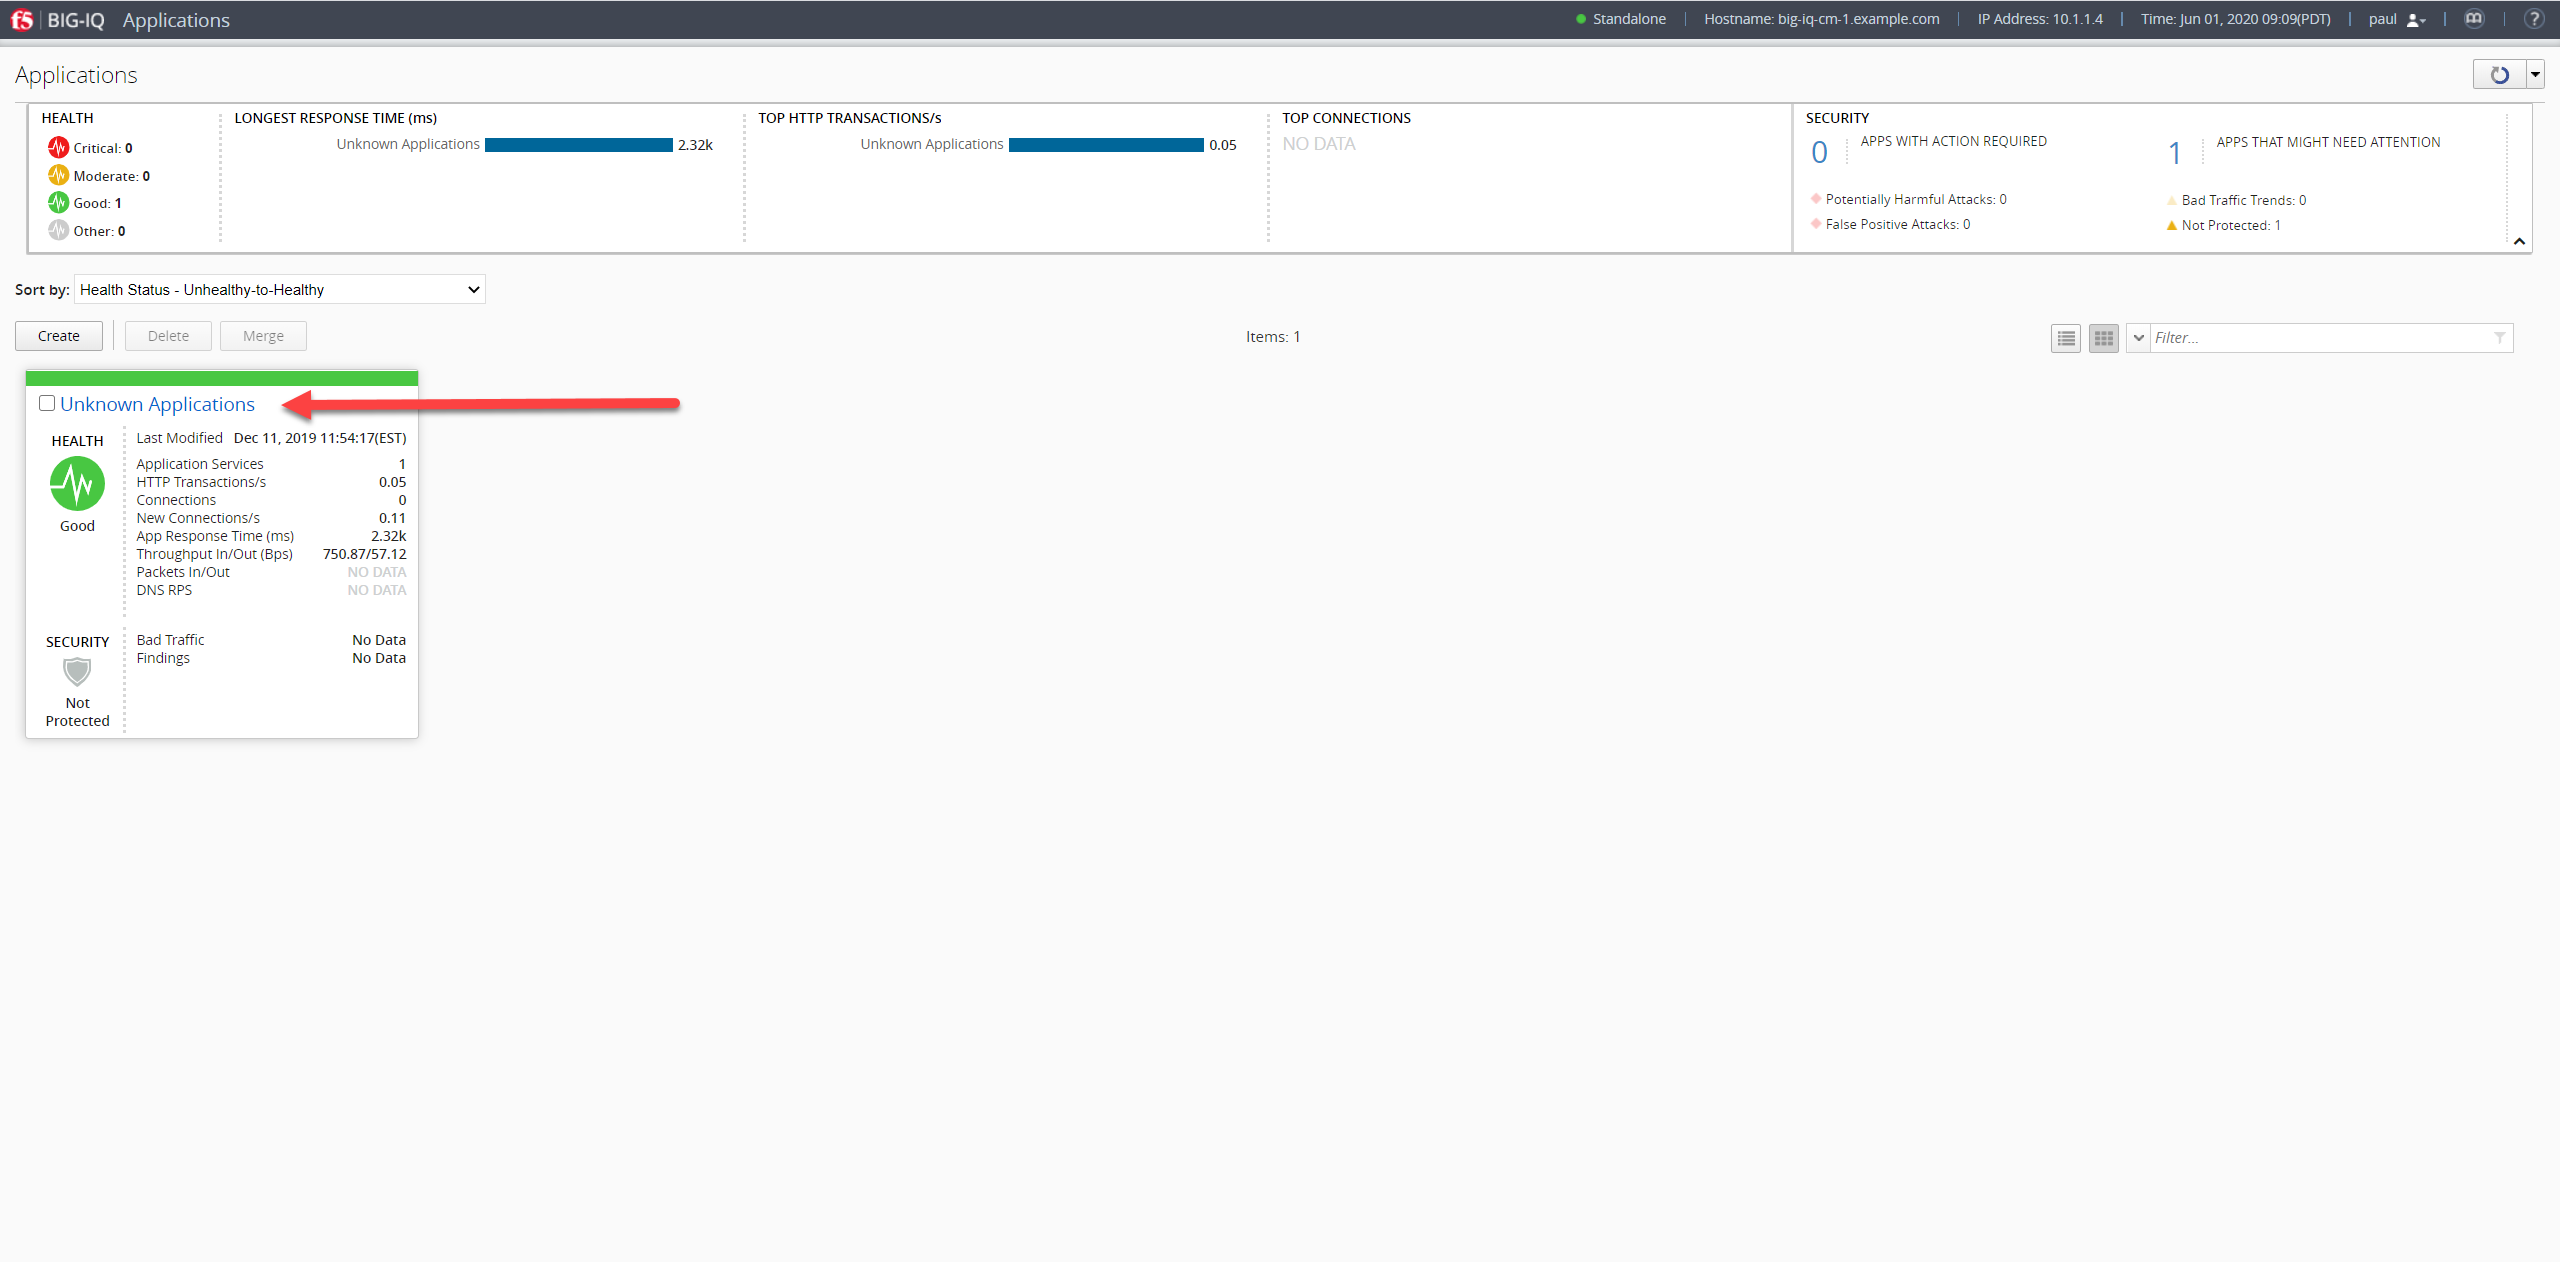 f5 BIG-IQ Applications Standalone Hostname: big-iq-cm-1.example.com IP Address: 10.1.1.4 Time: Jun 01, 2020 09:09(PDT) paul ?
Applications
HEALTH
Critical: 0
Moderate: 0
Good: 1
Other: 0
LONGEST RESPONSE TIME (ms)
Unknown Applications 2.32k
TOP HTTP TRANSACTIONS/s
Unknown Applications 0.05
TOP CONNECTIONS
NO DATA
SECURITY
0 APPS WITH ACTION REQUIRED
Potentially Harmful Attacks: 0
False Positive Attacks: 0
1 APPS THAT MIGHT NEED ATTENTION
Bad Traffic Trends: 0
Not Protected: 1
Sort by: Health Status - Unhealthy-to-Healthy
Create Delete Merge Items: 1 Filter...
Unknown Applications
HEALTH
Good
Last Modified Dec 11, 2019 11:54:17(EST)
Application Services 1
HTTP Transactions/s 0.05
Connections 0
New Connections/s 0.11
App Response Time (ms) 2.32k
Throughput In/Out (Bps) 750.87/57.12
Packets In/Out NO DATA
DNS RPS NO DATA
SECURITY
Not
Protected
Bad Traffic No Data
Findings No Data